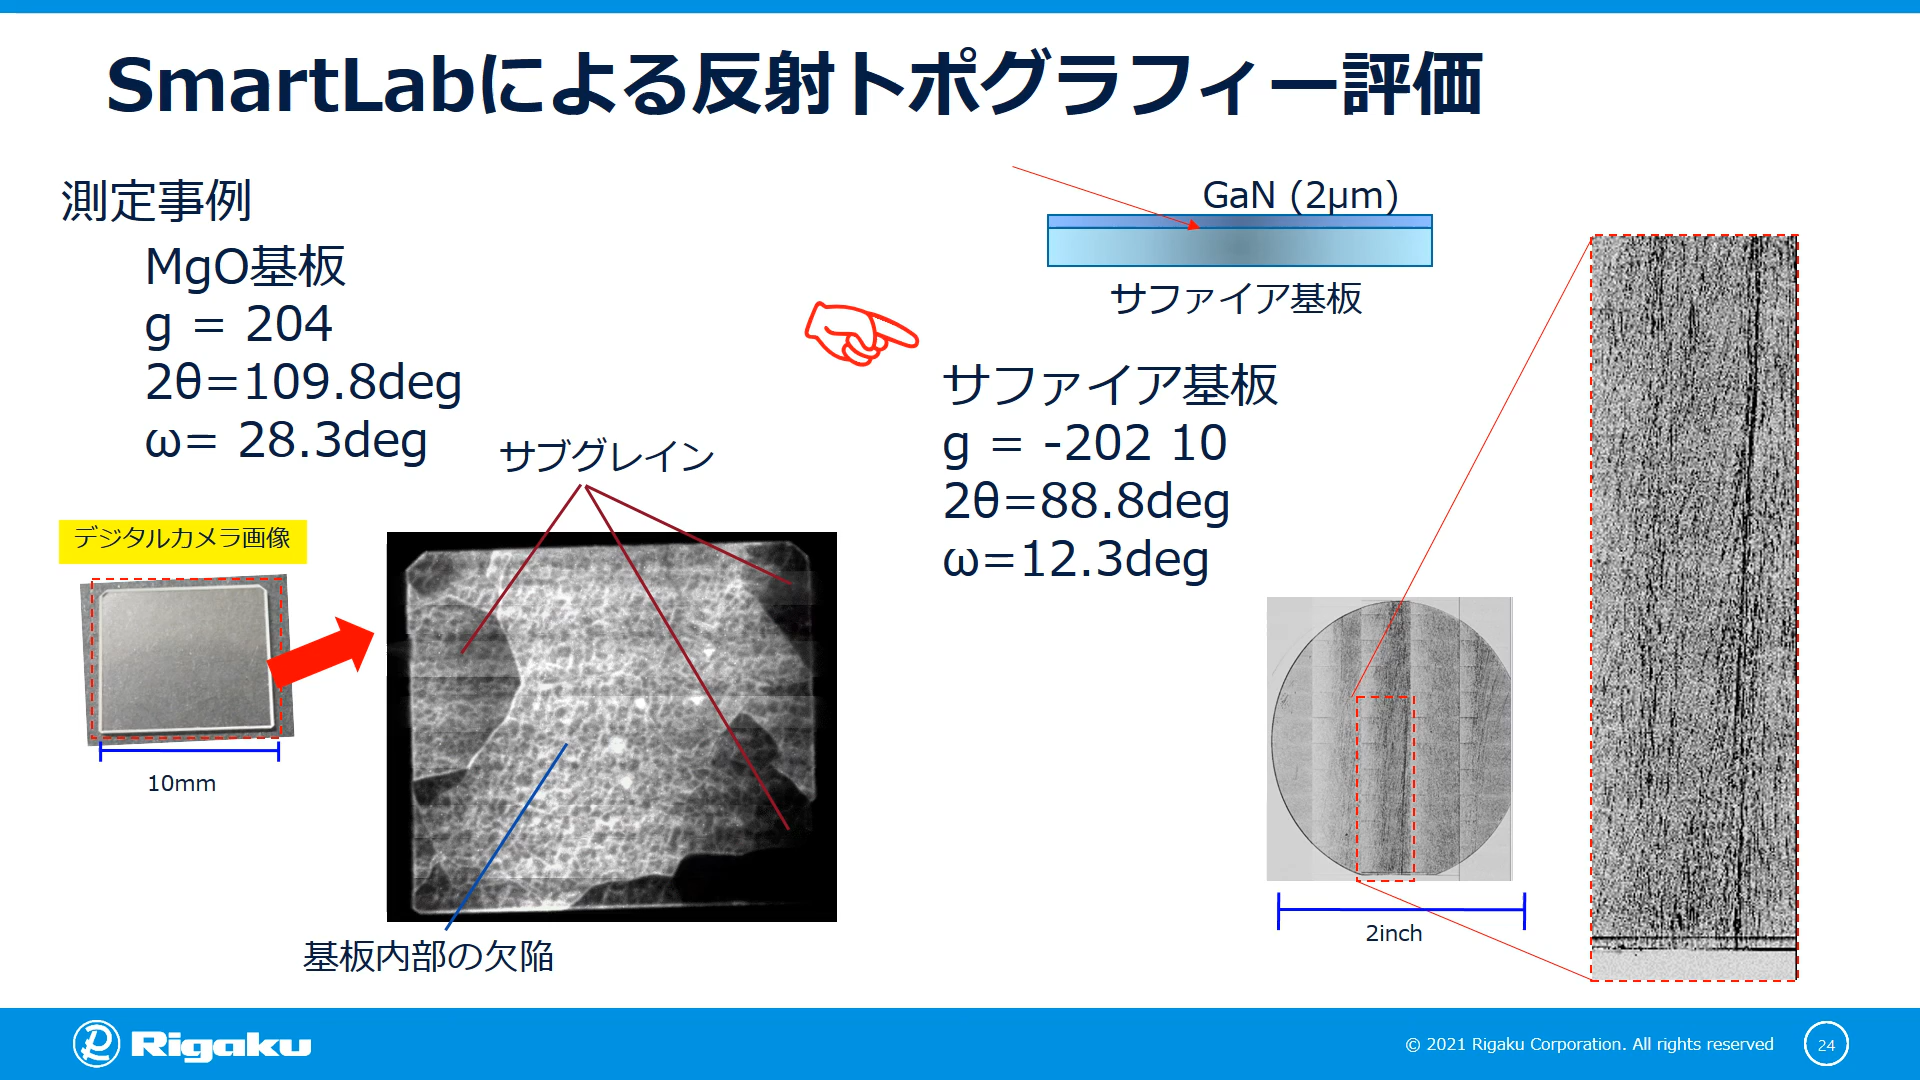 SmartLabによる反射トポグラフィー評価
測定事例
MgO基板
g = 204
2θ=109.8deg
ω= 28.3deg
サブグレイン
デジタルカメラ画像
10mm
基板内部の欠陥
GaN (2μm)
サファイア基板
サファイア基板
g = -202 10
2θ=88.8deg
ω=12.3deg
2inch
Rigaku
© 2021 Rigaku Corporation. All rights reserved
24